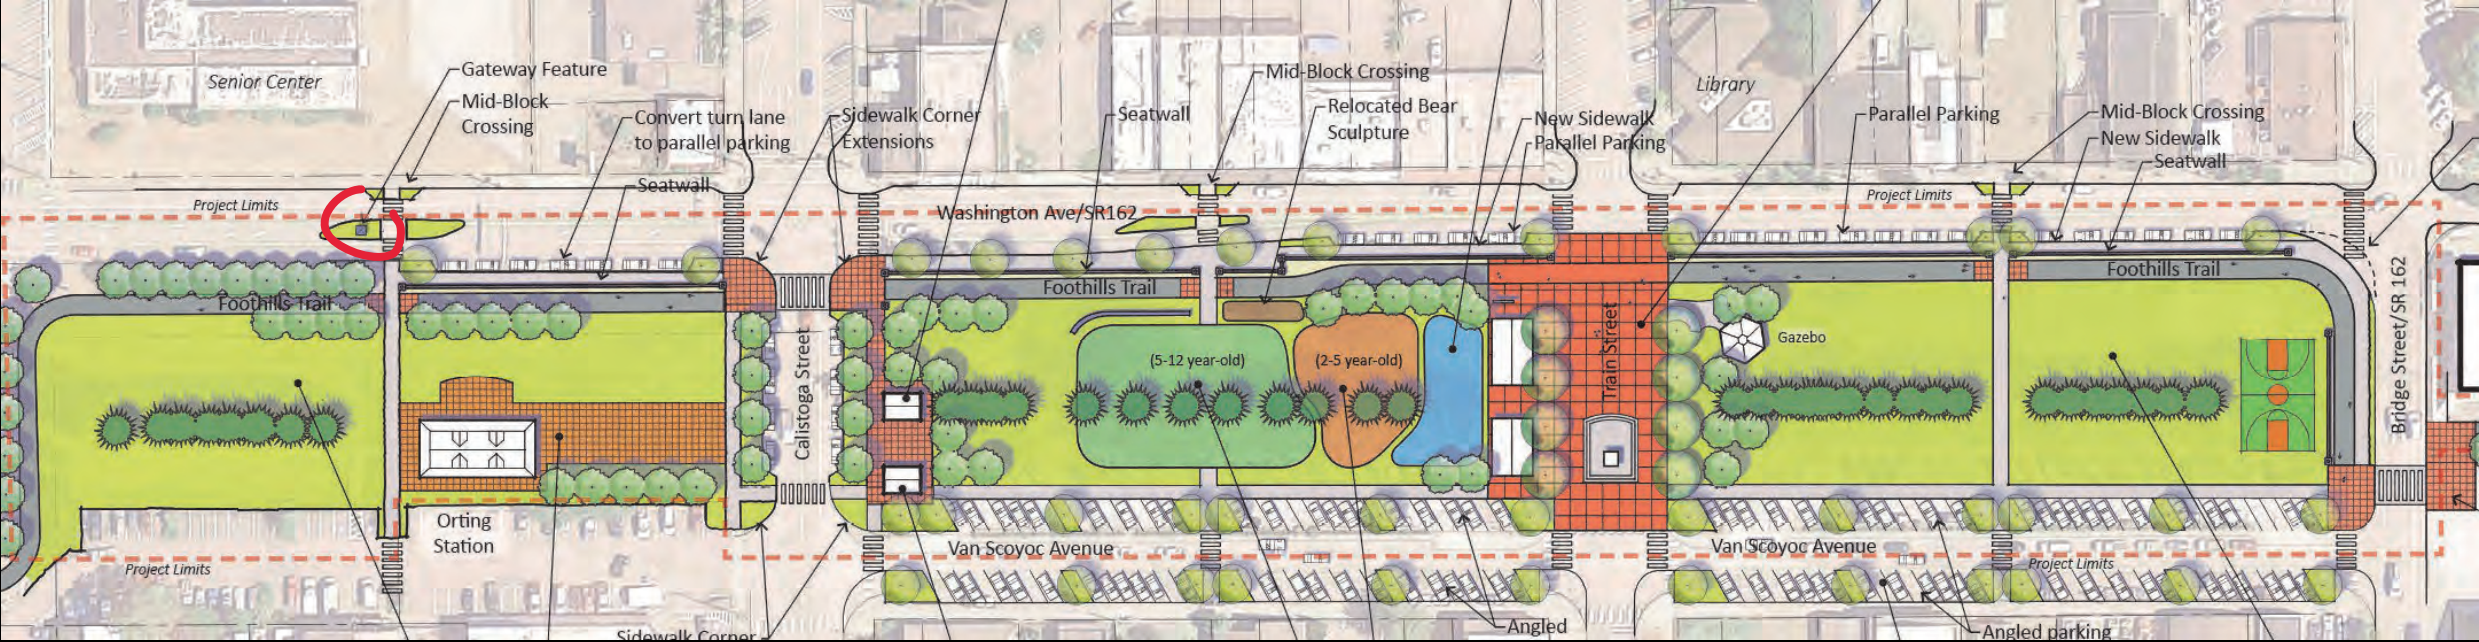 Senior Center
Gateway Feature
Mid-Block
Crossing
Convert turn lane
to parallel parking
Seatwall
Sidewalk Corner
Extensions
Seatwall
Mid-Block Crossing
Relocated Bear
Sculpture
New Sidewalk
Parallel Parking
Library
Parallel Parking
Mid-Block Crossing
New Sidewalk
Seatwall
Project Limits
Washington Ave/SR162
Project Limits
Foothills Trail
Foothills Trail
Foothills Trail
Calistoga Street
(5-12 year-old)
(2-5 year-old)
Train Street
Gazebo
Bridge Street/SR 162
Orting
Station
Van Scoyoc Avenue
Van Scoyoc Avenue
Project Limits
Project Limits
Sidewalk Corner
Angled
Angled parking